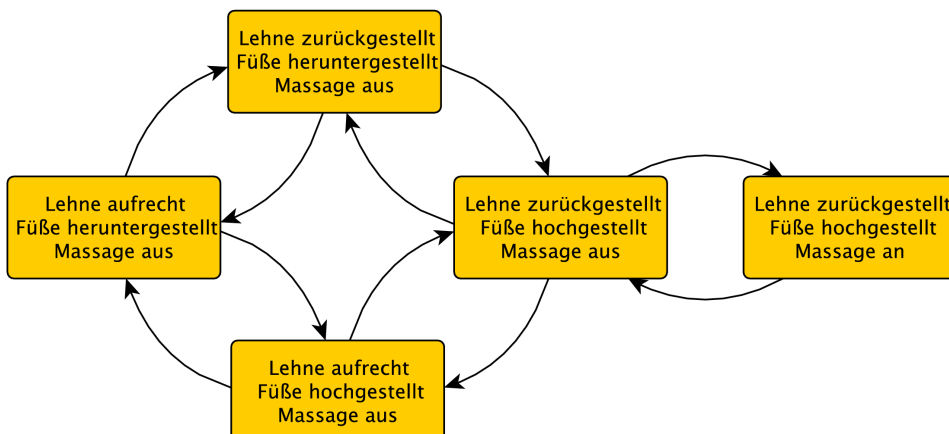 Lehne zurückgestellt
Füße heruntergestellt
Massage aus
Lehne aufrecht
Füße heruntergestellt
Massage aus
Lehne zurückgestellt
Füße hochgestellt
Massage aus
Lehne zurückgestellt
Füße hochgestellt
Massage an
Lehne aufrecht
Füße hochgestellt
Massage aus